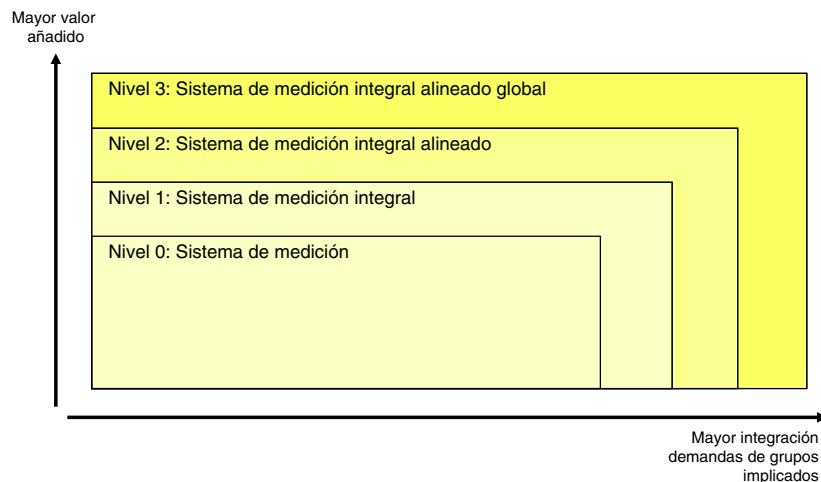 Mayor valor
añadido
Nivel 3: Sistema de medición integral alineado global
Nivel 2: Sistema de medición integral alineado
Nivel 1: Sistema de medición integral
Nivel 0: Sistema de medición
Mayor integración
demandas de grupos
implicados